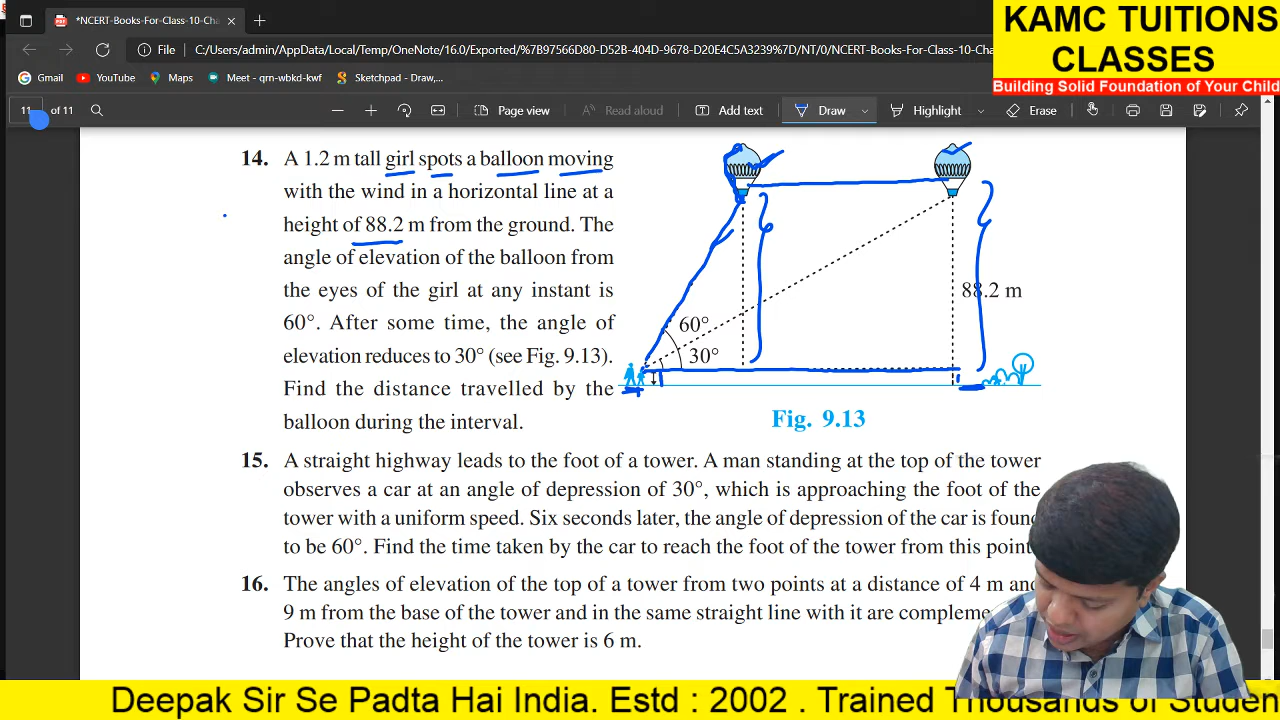 *NCERT-Books-For-Class-10-Cha
KAMC TUITIONS
CLASSES
Building Solid Foundation of Your Child
File
C:/Users/admin/AppData/Local/Temp/OneNote/16.0/Exported/%7B97566D80-D52B-404D-9678-D20E4C5A3239%7D/NT/0/NCERT-Books-For-Class-10-Ch
Gmail
YouTube
Maps
Meet - qrn-wbkd-kwf
Sketchpad - Draw,...
11 of 11
Page view
Read aloud
Add text
Draw
Highlight
Erase
14. A 1.2 m tall girl spots a balloon moving
with the wind in a horizontal line at a
height of 88.2 m from the ground. The
angle of elevation of the balloon from
the eyes of the girl at any instant is
60°. After some time, the angle of
elevation reduces to 30° (see Fig. 9.13).
Find the distance travelled by the
balloon during the interval.
60°
30°
88.2 m
Fig. 9.13
15. A straight highway leads to the foot of a tower. A man standing at the top of the tower
observes a car at an angle of depression of 30°, which is approaching the foot of the
tower with a uniform speed. Six seconds later, the angle of depression of the car is foun
to be 60°. Find the time taken by the car to reach the foot of the tower from this point
16. The angles of elevation of the top of a tower from two points at a distance of 4 m an
9 m from the base of the tower and in the same straight line with it are compleme
Prove that the height of the tower is 6 m.
Deepak Sir Se Padta Hai India. Estd : 2002 . Trained Thousands of Studen